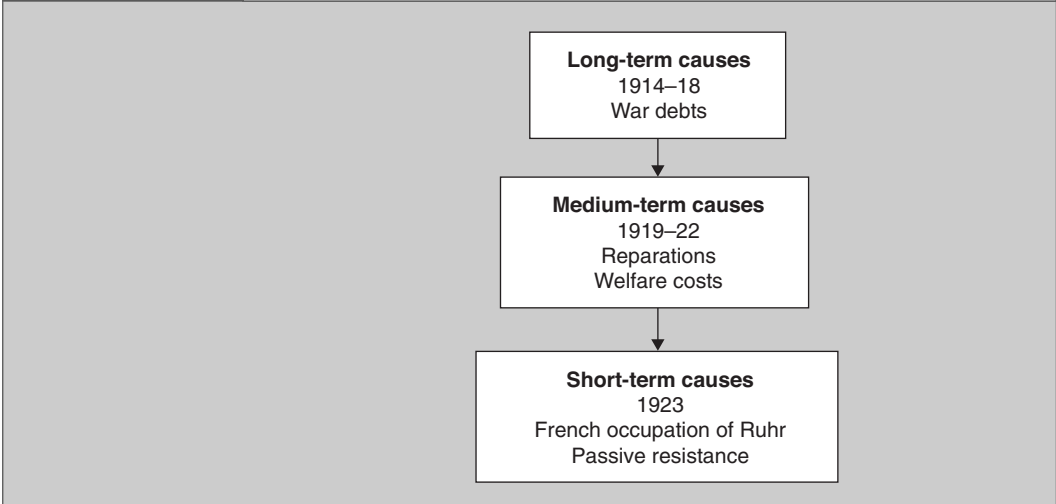 Long-term causes
1914–18
War debts
Medium-term causes
1919–22
Reparations
Welfare costs
Short-term causes
1923
French occupation of Ruhr
Passive resistance